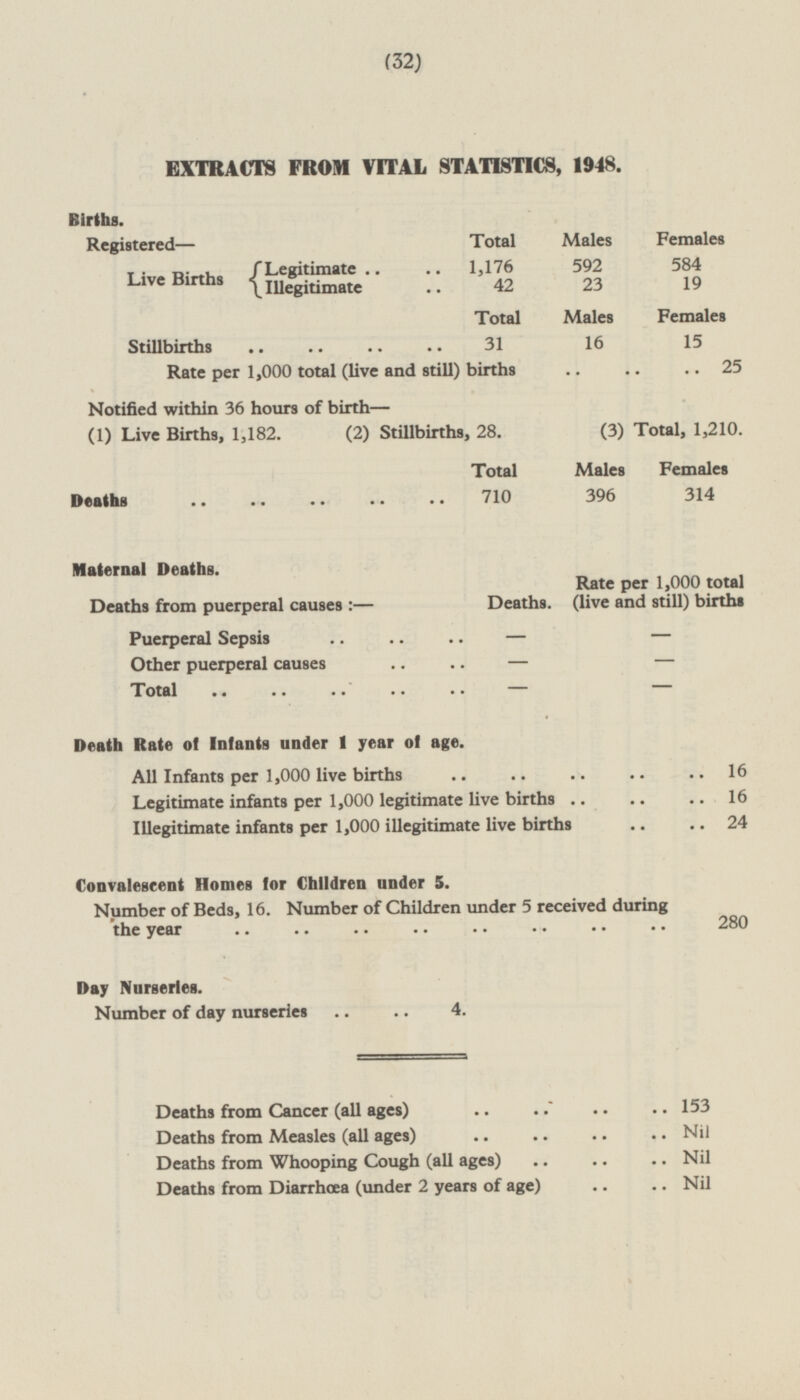 (32)
EXTRACTS FROM VITAL STATISTICS, 1948.
Births.
Registered— Total Males Females
Live Births { Legitimate .. .. 1,176 592 584
Illegitimate .. 42 23 19
Total Males Females
Stillbirths .. .. .. .. 31 16 15
Rate per 1,000 total (live and still) births .. .. .. 25
Notified within 36 hours of birth—
(1) Live Births, 1,182. (2) Stillbirths, 28. (3) Total, 1,210.
Total Males Females
Deaths .. .. .. .. .. 710 396 314
Maternal Deaths.
Rate per 1,000 total
Deaths from puerperal causes :— Deaths. (live and still) births
Puerperal Sepsis .. .. .. — —
Other puerperal causes .. .. — —
Total .. .. .. .. .. — —
Death Rate of Infants under 1 year of age.
All Infants per 1,000 live births .. .. .. .. .. 16
Legitimate infants per 1,000 legitimate live births .. .. .. 16
Illegitimate infants per 1,000 illegitimate live births .. .. 24
Convalescent Homes for Children under 5.
Number of Beds, 16. Number of Children under 5 received during
the year .. .. .. .. .. .. .. .. 280
Day Nurseries.
Number of day nurseries .. .. 4.
Deaths from Cancer (all ages) .. .. .. .. 153
Deaths from Measles (all ages) .. .. .. .. Nil
Deaths from Whooping Cough (all ages) .. .. .. Nil
Deaths from Diarrhœa (under 2 years of age) .. .. Nil